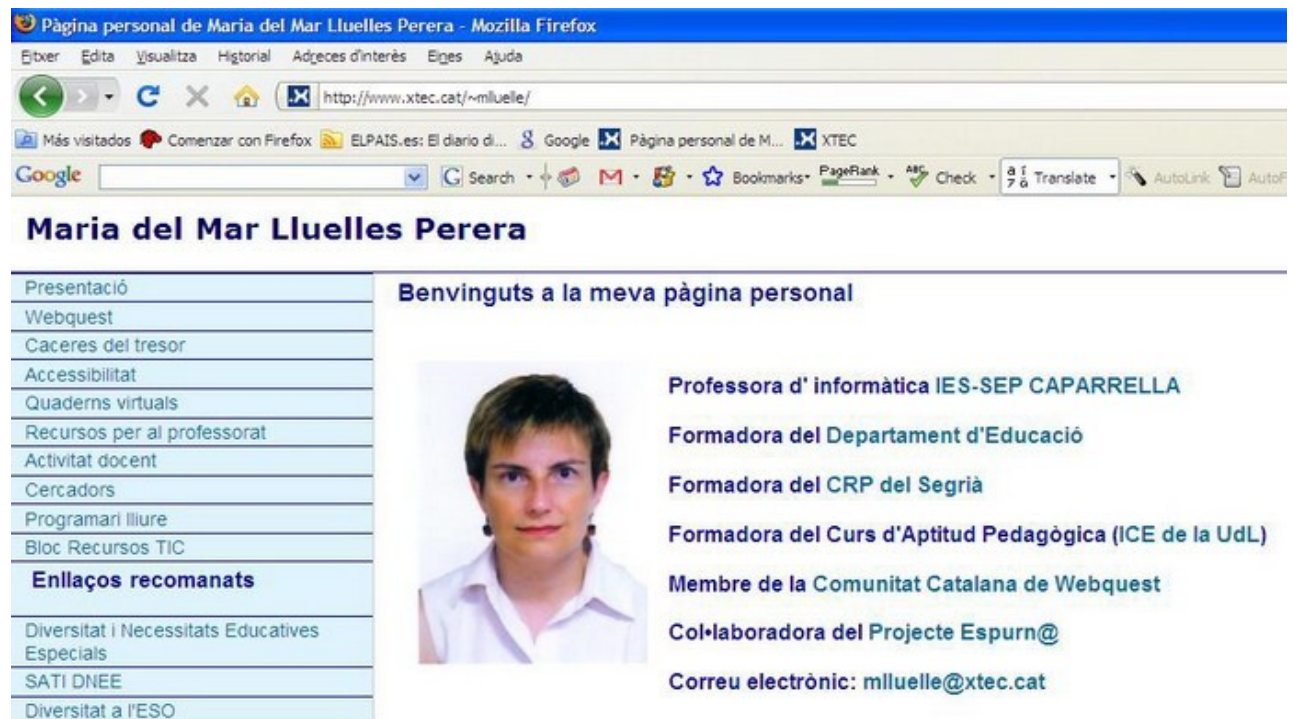 Pàgina personal de Maria del Mar Lluelles Perera - Mozilla Firefox
Fitxer Edita Visualitza Historial Adreces d'interès Eines Ajuda
http://www.xtec.cat/~mlluelle/
Más visitados Comenzar con Firefox ELPAIS.es: El diario di... Google Pàgina personal de M... XTEC
Google Search Bookmarks PageRank Check Translate AutoLink AutoF
Maria del Mar Lluelles Perera
Presentació
Webquest
Caceres del tresor
Accessibilitat
Quaderns virtuals
Recursos per al professorat
Activitat docent
Cercadors
Programari lliure
Bloc Recursos TIC
Enllaços recomanats
Diversitat i Necessitats Educatives
Especials
SATI DNEE
Diversitat a l'ESO
Benvinguts a la meva pàgina personal
Professora d' informàtica IES-SEP CAPARRELLA
Formadora del Departament d'Educació
Formadora del CRP del Segrià
Formadora del Curs d'Aptitud Pedagògica (ICE de la UdL)
Membre de la Comunitat Catalana de Webquest
Col•laboradora del Projecte Espurn@
Correu electrònic: mlluelle@xtec.cat